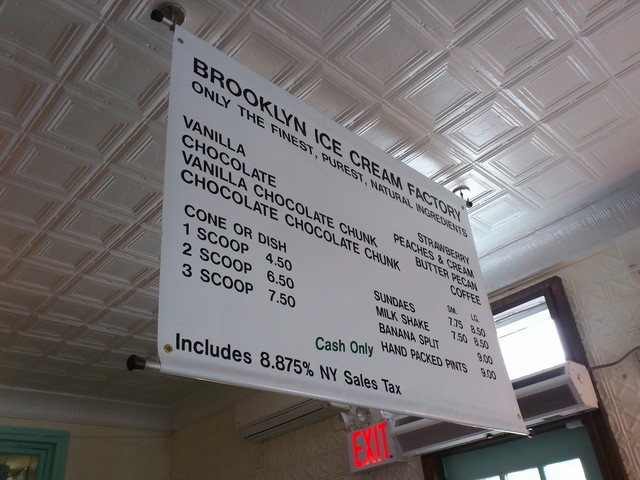 BROOKLYN ICE CREAM FACTORY
ONLY THE FINEST, PUREST, NATURAL INGREDIENTS
VANILLA
CHOCOLATE
VANILLA CHOCOLATE CHUNK
CHOCOLATE CHOCOLATE CHUNK
STRAWBERRY
PEACHES & CREAM
BUTTER PECAN
COFFEE
CONE OR DISH
1 SCOOP 4.50
2 SCOOP 6.50
3 SCOOP 7.50
SM. LG.
SUNDAES 7.75 8.50
MILK SHAKE 7.50 8.50
BANANA SPLIT 9.00
HAND PACKED PINTS 9.00
Cash Only
Includes 8.875% NY Sales Tax
EXIT